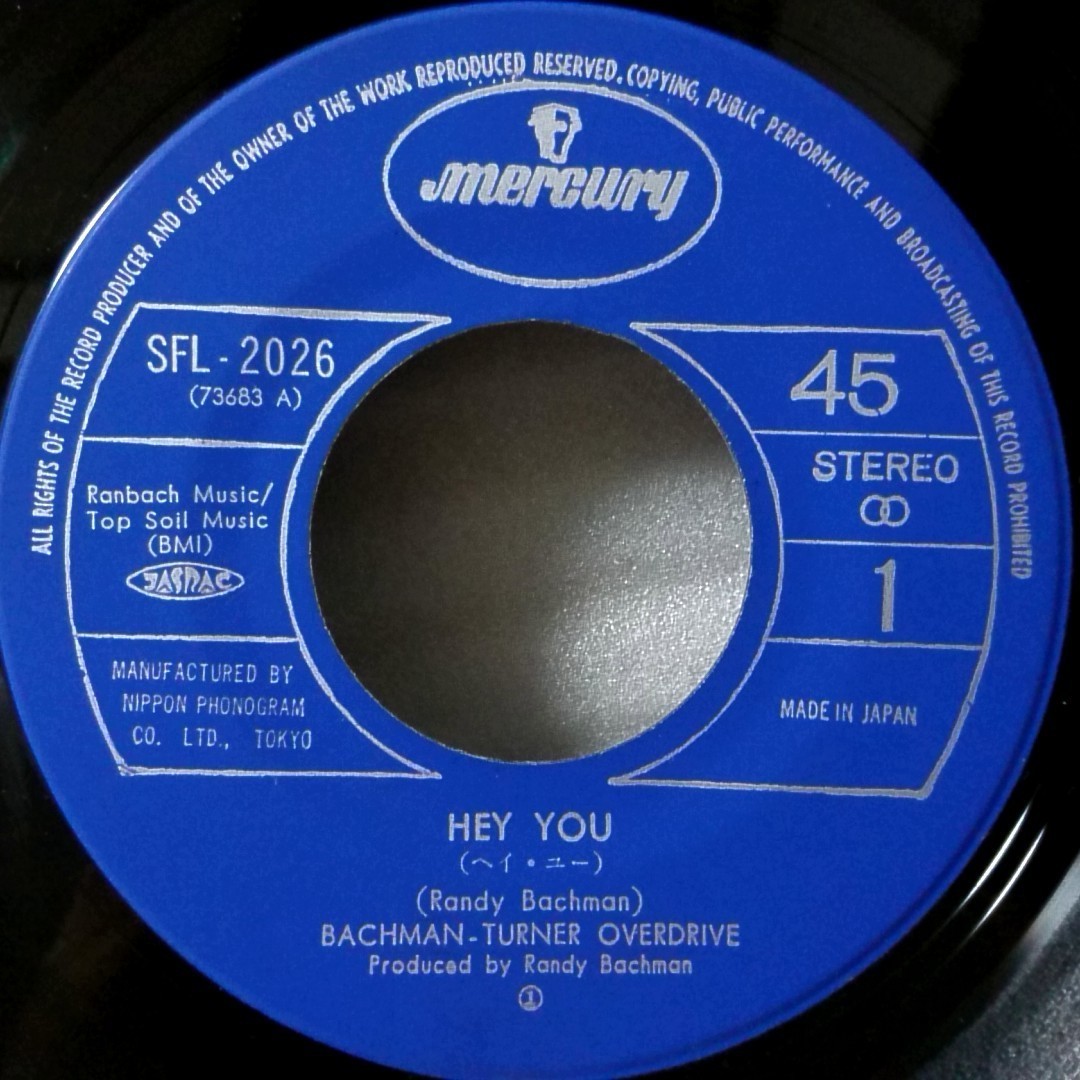 ALL RIGHTS OF THE RECORD PRODUCER AND OF THE OWNER OF THE WORK REPRODUCED RESERVED. COPYING, PUBLIC PERFORMANCE AND BROADCASTING OF THIS RECORD PROHIBITED
mercury
SFL-2026
(73683 A)
Ranbach Music/
Top Soil Music
(BMI)
JASRAC
MANUFACTURED BY
NIPPON PHONOGRAM
CO. LTD., TOKYO
45
STEREO
1
MADE IN JAPAN
HEY YOU
(ヘイ・ユー)
(Randy Bachman)
BACHMAN-TURNER OVERDRIVE
Produced by Randy Bachman
①